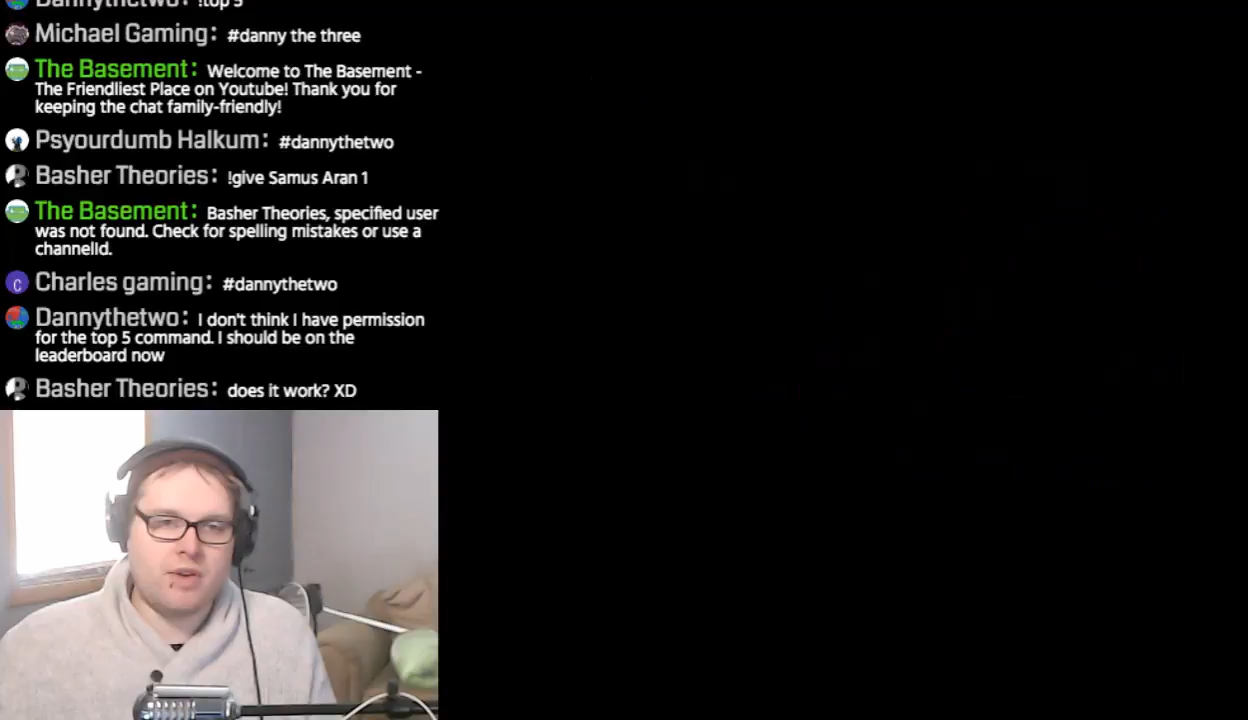 Dannythetwo: !top 5
Michael Gaming: #danny the three
The Basement: Welcome to The Basement -
The Friendliest Place on Youtube! Thank you for
keeping the chat family-friendly!
Psyourdumb Halkum: #dannythetwo
Basher Theories: !give Samus Aran 1
The Basement: Basher Theories, specified user
was not found. Check for spelling mistakes or use a
channelId.
C
Charles gaming: #dannythetwo
Dannythetwo: I don't think I have permission
for the top 5 command. I should be on the
leaderboard now
Basher Theories: does it work? XD